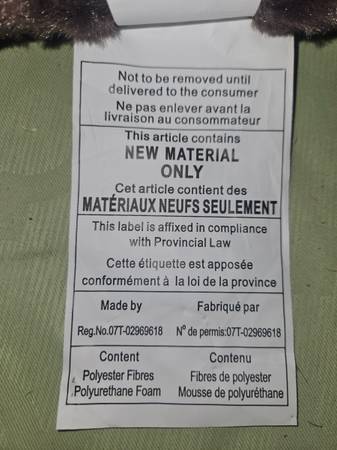 Not to be removed until
delivered to the consumer
Ne pas enlever avant la
livraison au consommateur
This article contains
NEW MATERIAL
ONLY
Cet article contient des
MATÉRIAUX NEUFS SEULEMENT
This label is affixed in compliance
with Provincial Law
Cette étiquette est apposée
conformément à la loi de la province
Made by Fabriqué par
Reg.No.07T-02969618 N° de permis:07T-02969618
Content Contenu
Polyester Fibres Fibres de polyester
Polyurethane Foam Mousse de polyuréthane